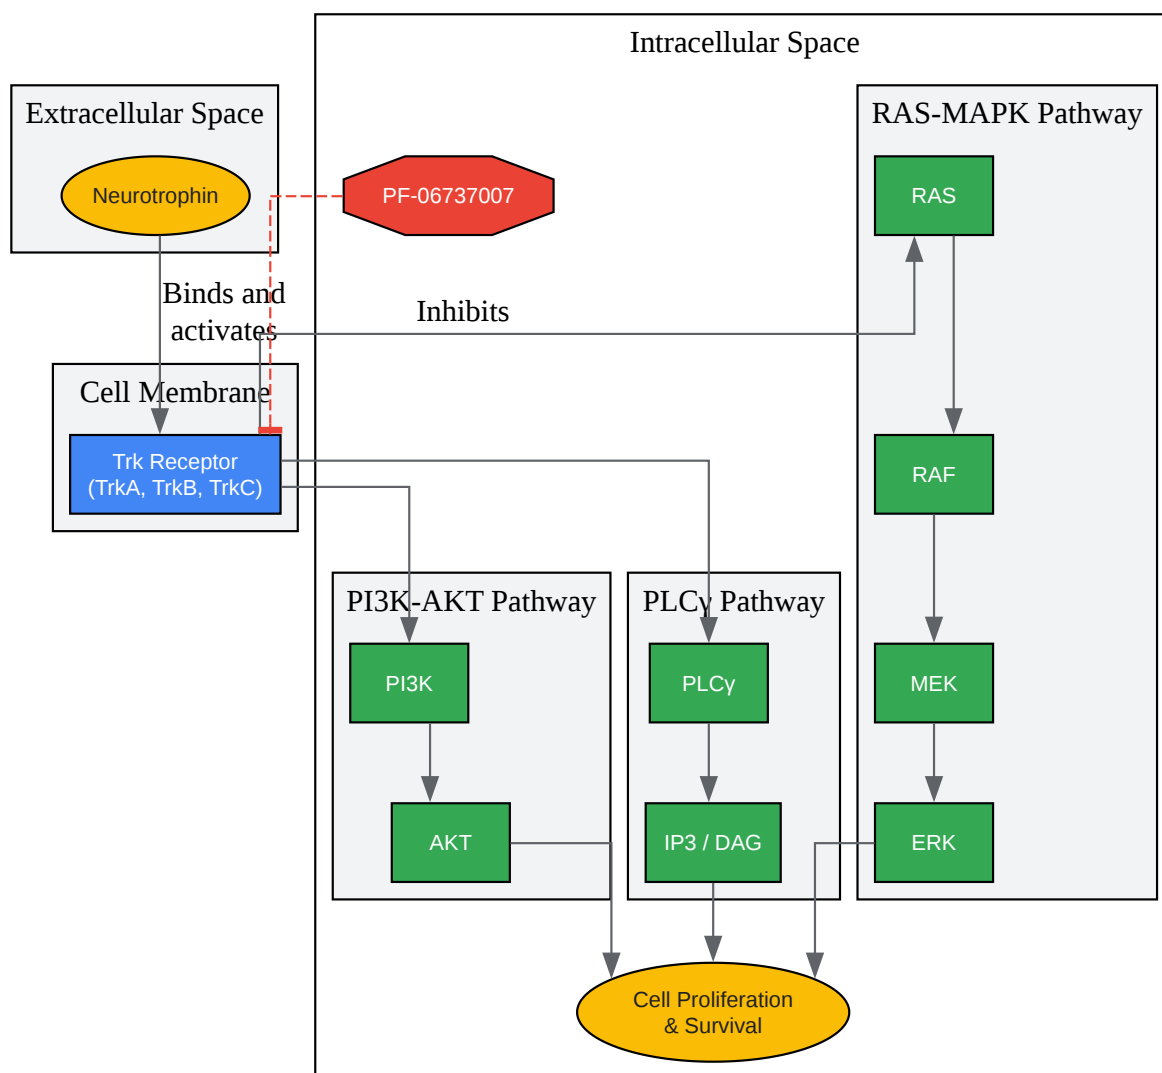 Intracellular Space
Extracellular Space
RAS-MAPK Pathway
Neurotrophin
PF-06737007
RAS
Binds and
activates
Inhibits
Cell Membrane
Trk Receptor
(TrkA, TrkB, TrkC)
RAF
PI3K-AKT Pathway
PLCγ Pathway
PI3K
PLCγ
MEK
AKT
IP3 / DAG
ERK
Cell Proliferation
& Survival